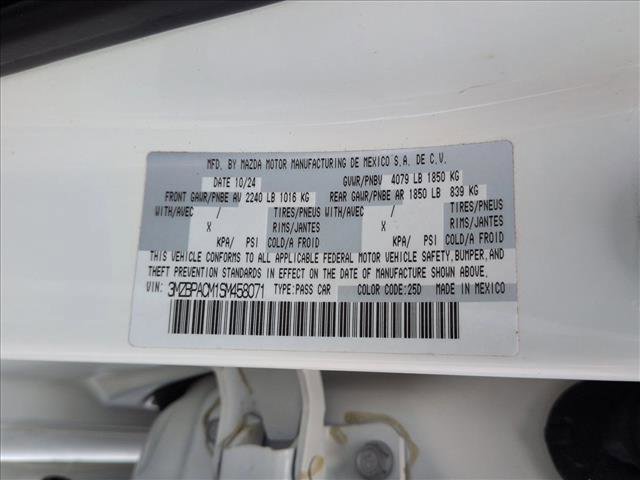 MFD. BY MAZDA MOTOR MANUFACTURING DE MEXICO S.A. DE C.V.
DATE 10/24 GVWR/PNBV 4079 LB 1850 KG
FRONT GAWR/PNBE AV 2240 LB 1016 KG REAR GAWR/PNBE AR 1850 LB 839 KG
WITH/AVEC / TIRES/PNEUS WITH/AVEC / TIRES/PNEUS
X RIMS/JANTES X RIMS/JANTES
KPA/ PSI COLD/A FROID KPA/ PSI COLD/A FROID
THIS VEHICLE CONFORMS TO ALL APPLICABLE FEDERAL MOTOR VEHICLE SAFETY, BUMPER, AND
THEFT PREVENTION STANDARDS IN EFFECT ON THE DATE OF MANUFACTURE SHOWN ABOVE.
VIN: 3MZBPACM1SM458071 TYPE:PASS CAR COLOR CODE:25D MADE IN MEXICO